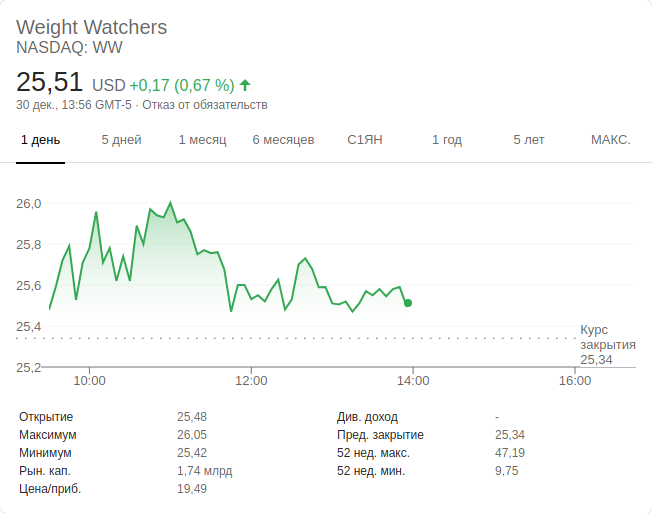 Weight Watchers
NASDAQ: WW
25,51 USD +0,17 (0,67 %)
30 дек., 13:56 GMT-5 · Отказ от обязательств
1 день 5 дней 1 месяц 6 месяцев С1ЯН 1 год 5 лет МАКС.
26,0
25,8
25,6
25,4
Курс
закрытия
25,34
25,2
10:00 12:00 14:00 16:00
Открытие 25,48 Див. доход -
Максимум 26,05 Пред. закрытие 25,34
Минимум 25,42 52 нед. макс. 47,19
Рын. кап. 1,74 млрд 52 нед. мин. 9,75
Цена/приб. 19,49